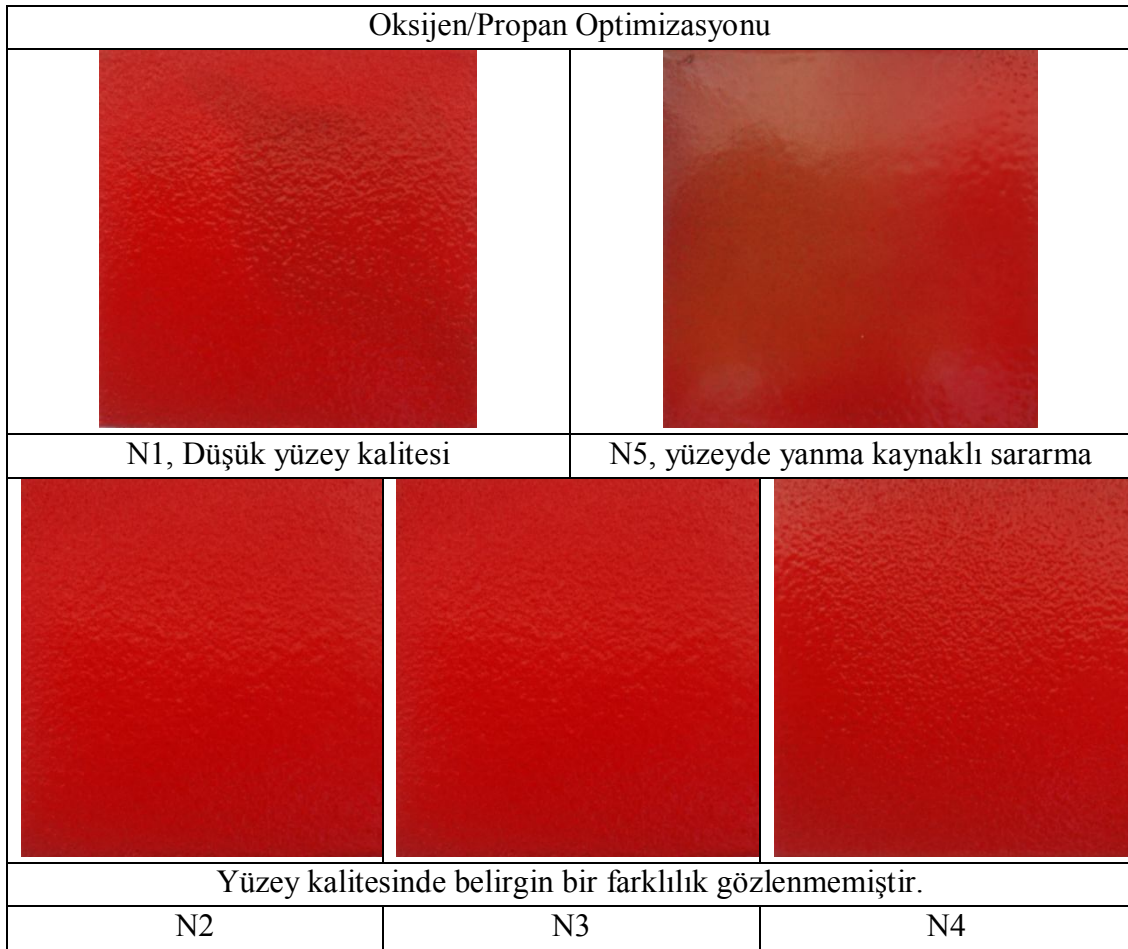 Oksijen/Propan Optimizasyonu
N1, Düşük yüzey kalitesi
N5, yüzeyde yanma kaynaklı sararma
Yüzey kalitesinde belirgin bir farklılık gözlenmemiştir.
N2
N3
N4